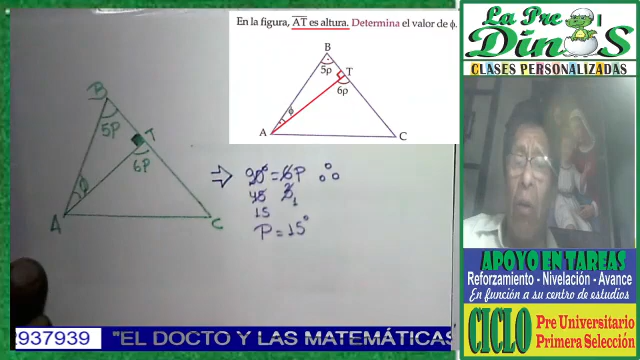 En la figura, AT es altura. Determina el valor de ϕ.
B
5ρ
T
6ρ
ϕ
A
C
B
5P
T
6P
ϕ
A
C
⇒ 90° = 6P ∴
45 3 1
15
P = 15°
La Pre
DinoS
CLASES PERSONALIZADAS
APOYO EN TAREAS
Reforzamiento - Nivelación - Avance
En función a su centro de estudios
CICLO Pre Universitario
Primera Selección
937939 "EL DOCTO Y LAS MATEMÁTICAS